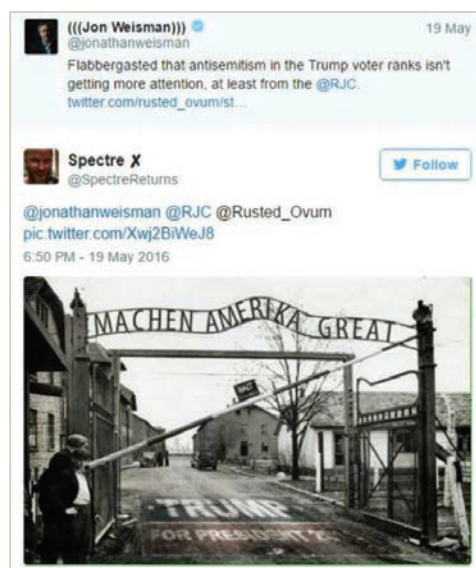 (((Jon Weisman)))
19 May
@jonathanweisman
Flabbergasted that antisemitism in the Trump voter ranks isn't
getting more attention, at least from the @RJC.
twitter.com/rusted_ovum/st...
Spectre ✗
Follow
@SpectreReturns
@jonathanweisman @RJC @Rusted_Ovum
pic.twitter.com/Xwj2BiWeJ8
6:50 PM - 19 May 2016
MACHEN AMERIKA GREAT
HALT
TRUMP
FOR PRESIDENT